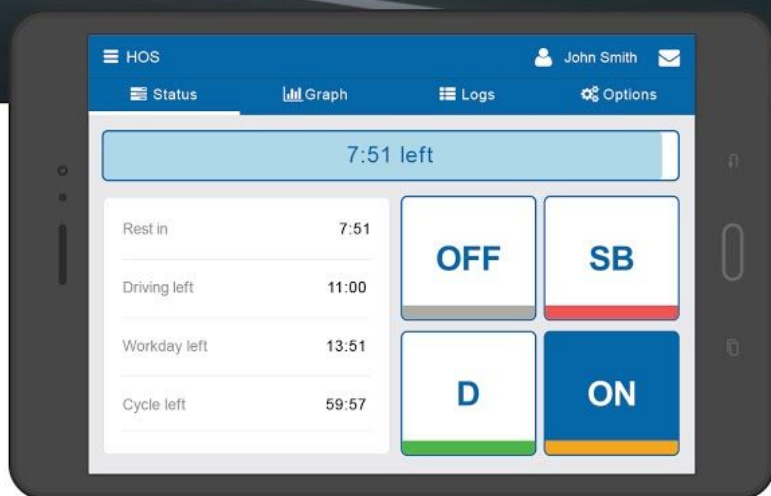 HOS
John Smith
Status
Graph
Logs
Options
7:51 left
Rest in 7:51
Driving left 11:00
Workday left 13:51
Cycle left 59:57
OFF
SB
D
ON